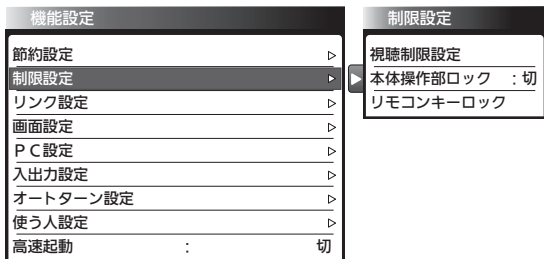 機能設定
節約設定
制限設定
リンク設定
画面設定
ＰＣ設定
入出力設定
オートターン設定
使う人設定
高速起動 : 切
制限設定
視聴制限設定
本体操作部ロック :切
リモコンキーロック